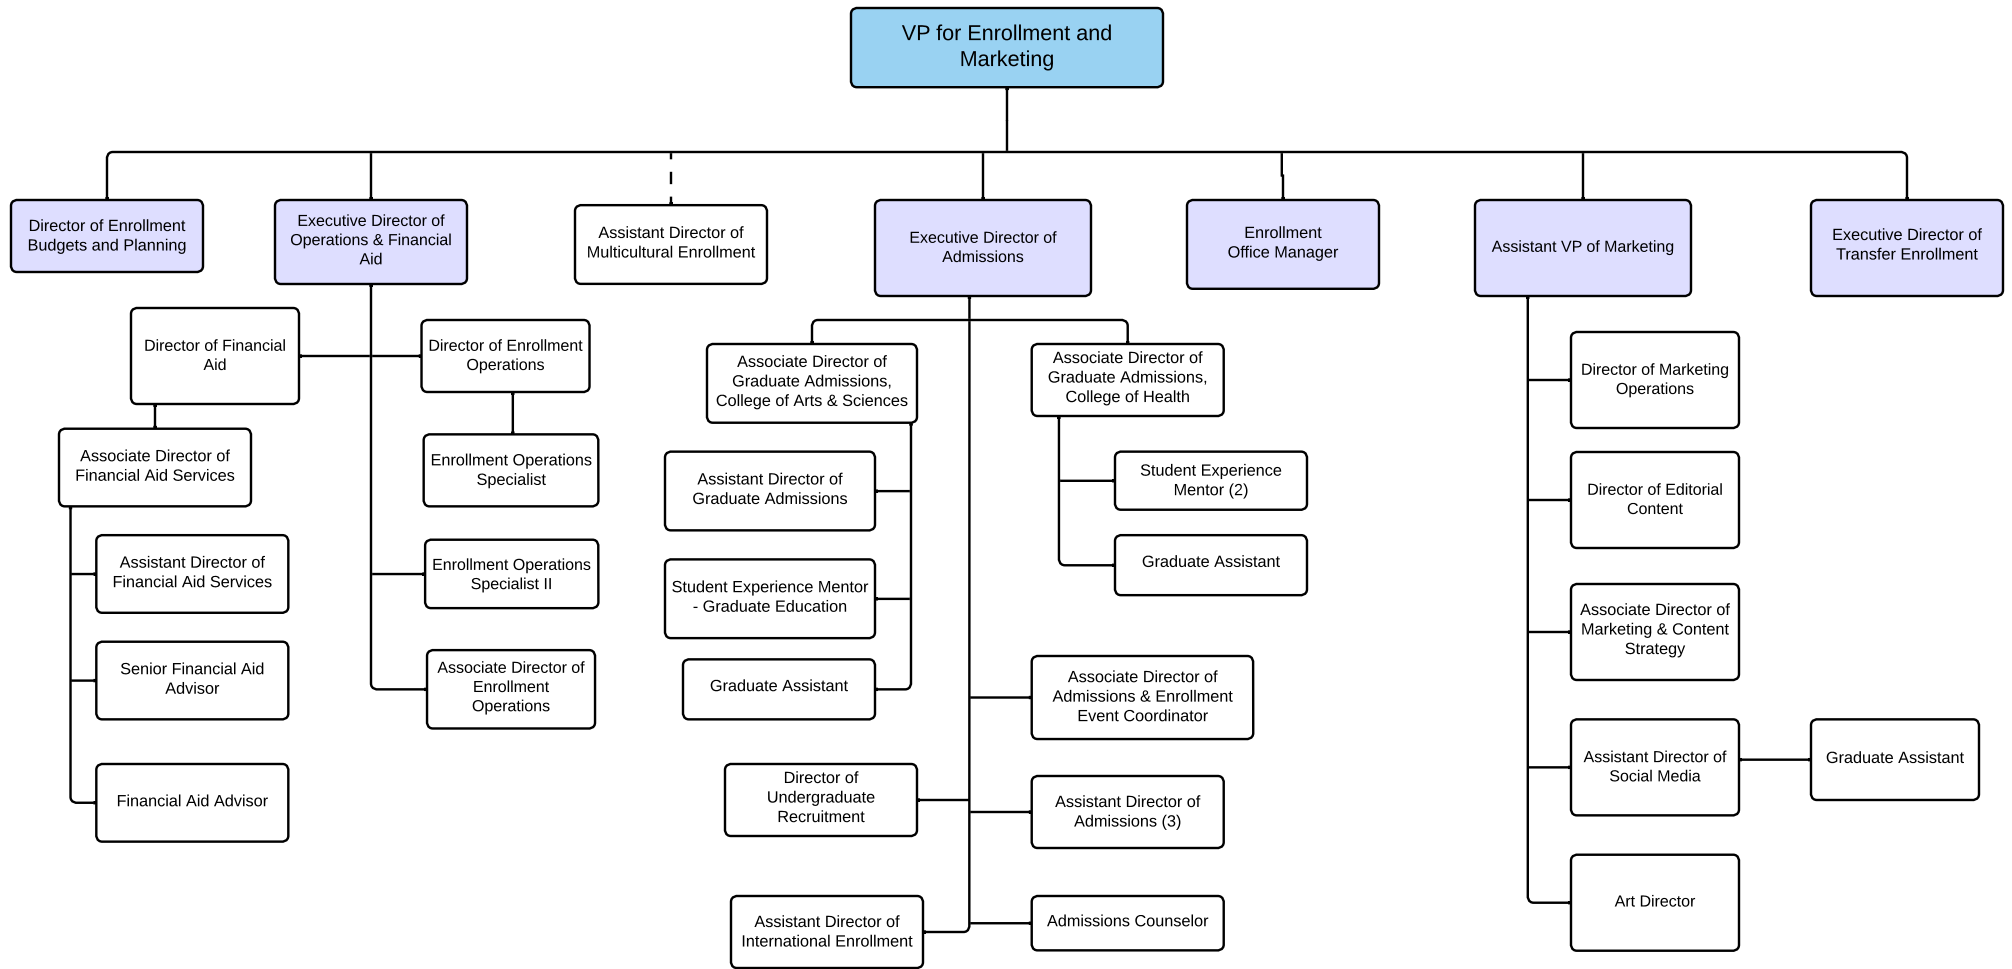 VP for Enrollment and
Marketing
Director of Enrollment
Budgets and Planning
Executive Director of
Operations & Financial
Aid
Assistant Director of
Multicultural Enrollment
Executive Director of
Admissions
Enrollment
Office Manager
Assistant VP of Marketing
Executive Director of
Transfer Enrollment
Director of Financial
Aid
Director of Enrollment
Operations
Associate Director of
Financial Aid Services
Enrollment Operations
Specialist
Assistant Director of
Financial Aid Services
Enrollment Operations
Specialist II
Senior Financial Aid
Advisor
Associate Director of
Enrollment
Operations
Financial Aid Advisor
Associate Director of
Graduate Admissions,
College of Arts & Sciences
Associate Director of
Graduate Admissions,
College of Health
Assistant Director of
Graduate Admissions
Student Experience
Mentor (2)
Student Experience Mentor
- Graduate Education
Graduate Assistant
Graduate Assistant
Associate Director of
Admissions & Enrollment
Event Coordinator
Director of
Undergraduate
Recruitment
Assistant Director of
Admissions (3)
Assistant Director of
International Enrollment
Admissions Counselor
Director of Marketing
Operations
Director of Editorial
Content
Associate Director of
Marketing & Content
Strategy
Assistant Director of
Social Media
Graduate Assistant
Art Director